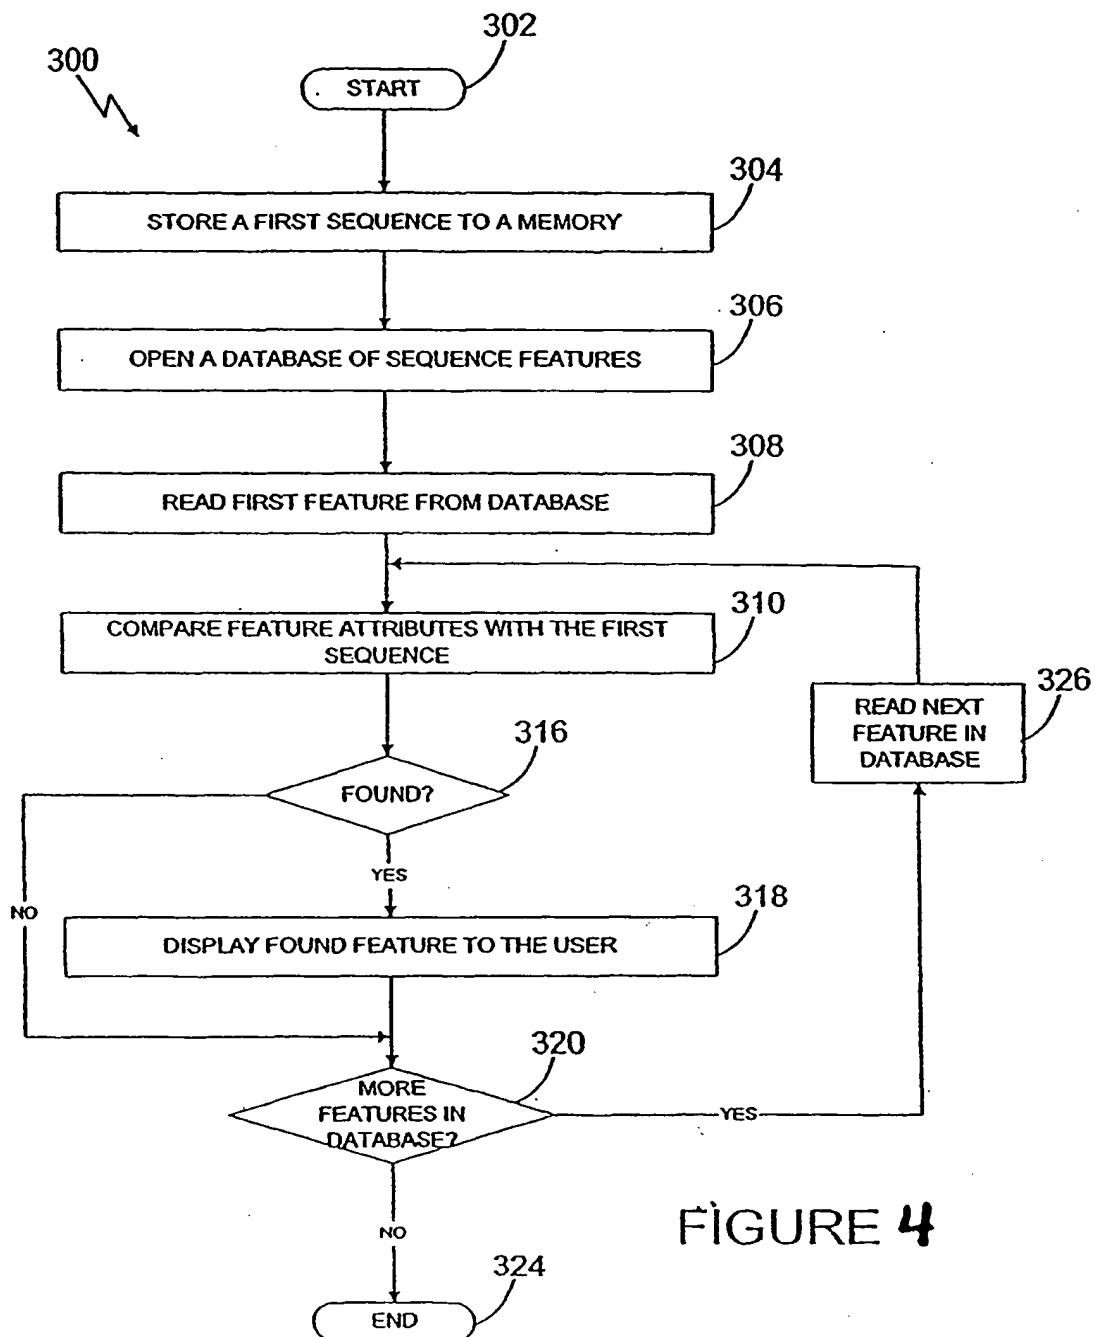 302
300
START
304
STORE A FIRST SEQUENCE TO A MEMORY
306
OPEN A DATABASE OF SEQUENCE FEATURES
308
READ FIRST FEATURE FROM DATABASE
310
COMPARE FEATURE ATTRIBUTES WITH THE FIRST
SEQUENCE
326
READ NEXT
FEATURE IN
DATABASE
316
FOUND?
YES
NO
318
DISPLAY FOUND FEATURE TO THE USER
320
MORE
FEATURES IN
DATABASE?
YES
NO
FIGURE 4
324
END